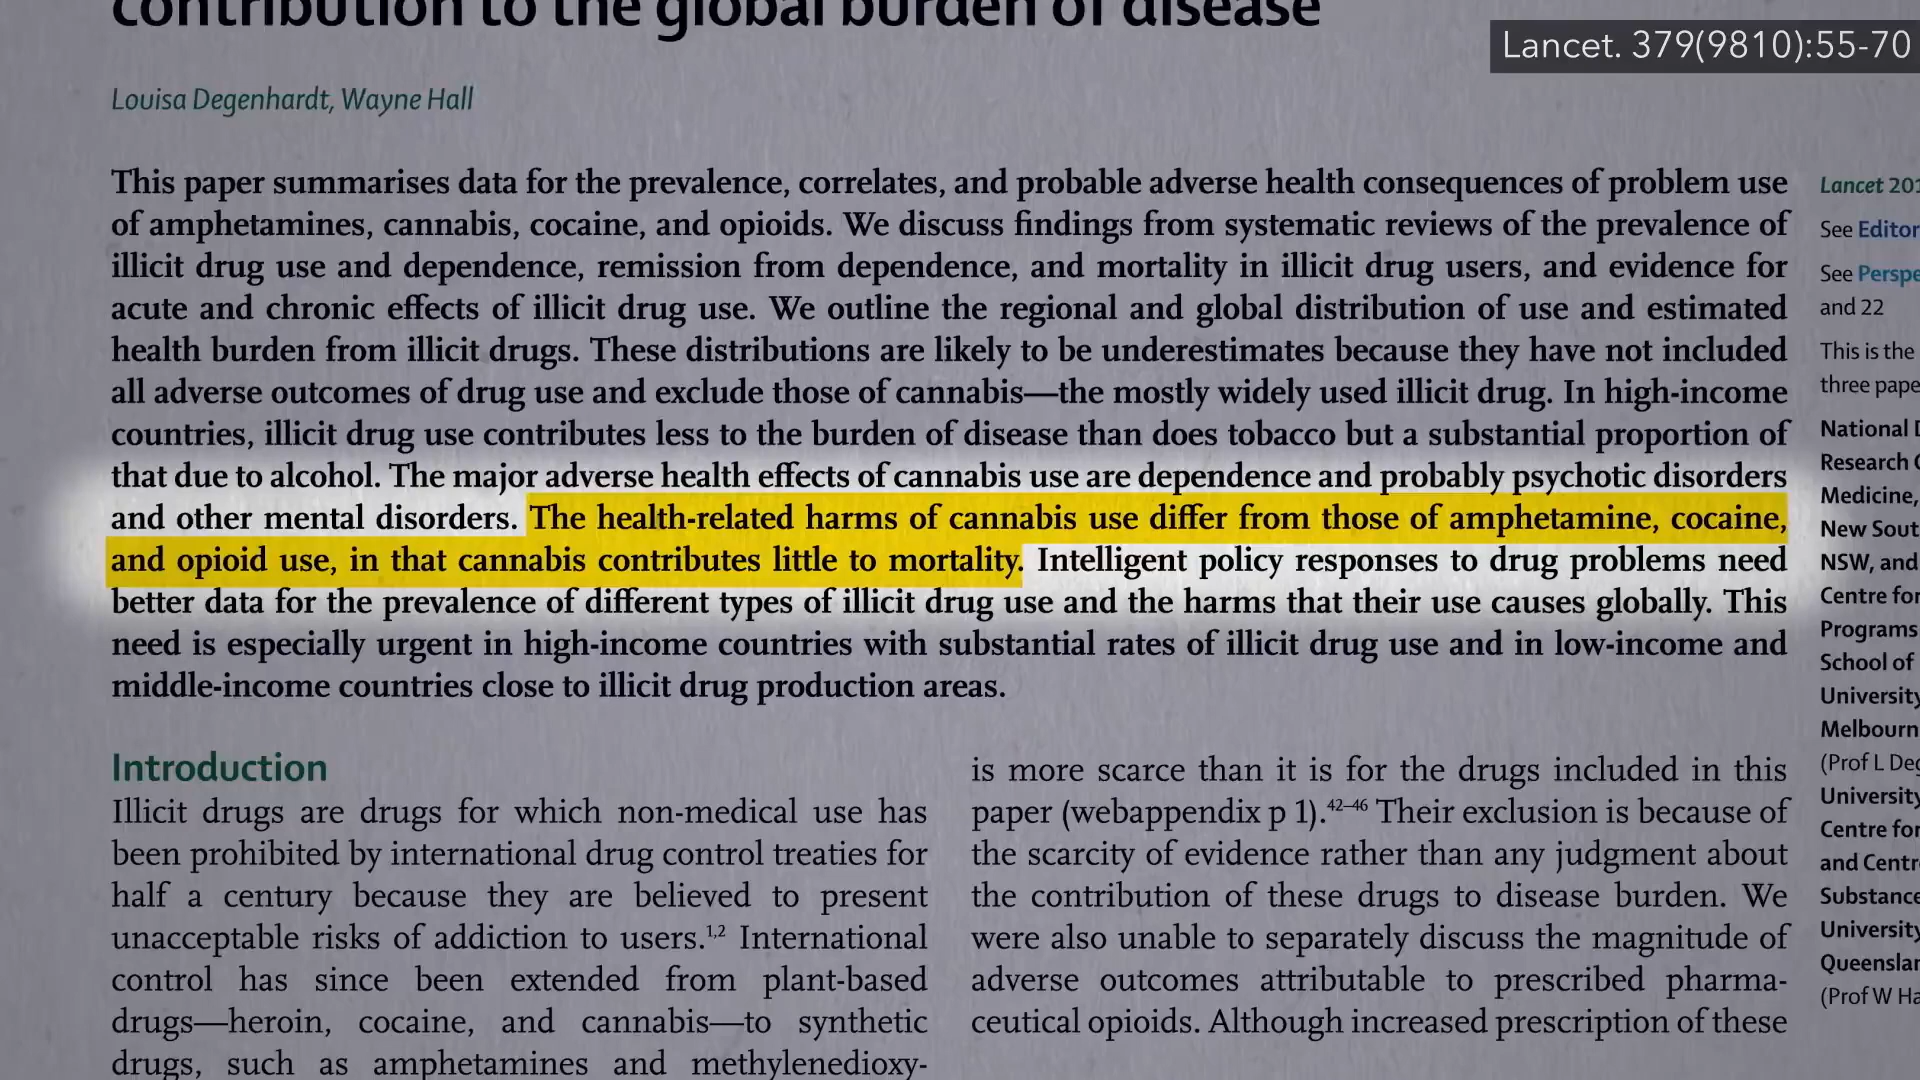 contribution to the global burden of disease
Lancet. 379(9810):55-70
Louisa Degenhardt, Wayne Hall
This paper summarises data for the prevalence, correlates, and probable adverse health consequences of problem use
of amphetamines, cannabis, cocaine, and opioids. We discuss findings from systematic reviews of the prevalence of
illicit drug use and dependence, remission from dependence, and mortality in illicit drug users, and evidence for
acute and chronic effects of illicit drug use. We outline the regional and global distribution of use and estimated
health burden from illicit drugs. These distributions are likely to be underestimates because they have not included
all adverse outcomes of drug use and exclude those of cannabis—the mostly widely used illicit drug. In high-income
countries, illicit drug use contributes less to the burden of disease than does tobacco but a substantial proportion of
that due to alcohol. The major adverse health effects of cannabis use are dependence and probably psychotic disorders
and other mental disorders. The health-related harms of cannabis use differ from those of amphetamine, cocaine,
and opioid use, in that cannabis contributes little to mortality. Intelligent policy responses to drug problems need
better data for the prevalence of different types of illicit drug use and the harms that their use causes globally. This
need is especially urgent in high-income countries with substantial rates of illicit drug use and in low-income and
middle-income countries close to illicit drug production areas.
Introduction
Illicit drugs are drugs for which non-medical use has
been prohibited by international drug control treaties for
half a century because they are believed to present
unacceptable risks of addiction to users.1,2 International
control has since been extended from plant-based
drugs—heroin, cocaine, and cannabis—to synthetic
drugs, such as amphetamines and methylenedioxy-
is more scarce than it is for the drugs included in this
paper (webappendix p 1).42–46 Their exclusion is because of
the scarcity of evidence rather than any judgment about
the contribution of these drugs to disease burden. We
were also unable to separately discuss the magnitude of
adverse outcomes attributable to prescribed pharma-
ceutical opioids. Although increased prescription of these
Lancet 201
See Editor
See Perspe
and 22
This is the
three pape
National D
Research C
Medicine,
New Sout
NSW, and
Centre for
Programs
School of
University
Melbourn
(Prof L Deg
University
Centre for
and Centre
Substance
University
Queenslan
(Prof W Ha